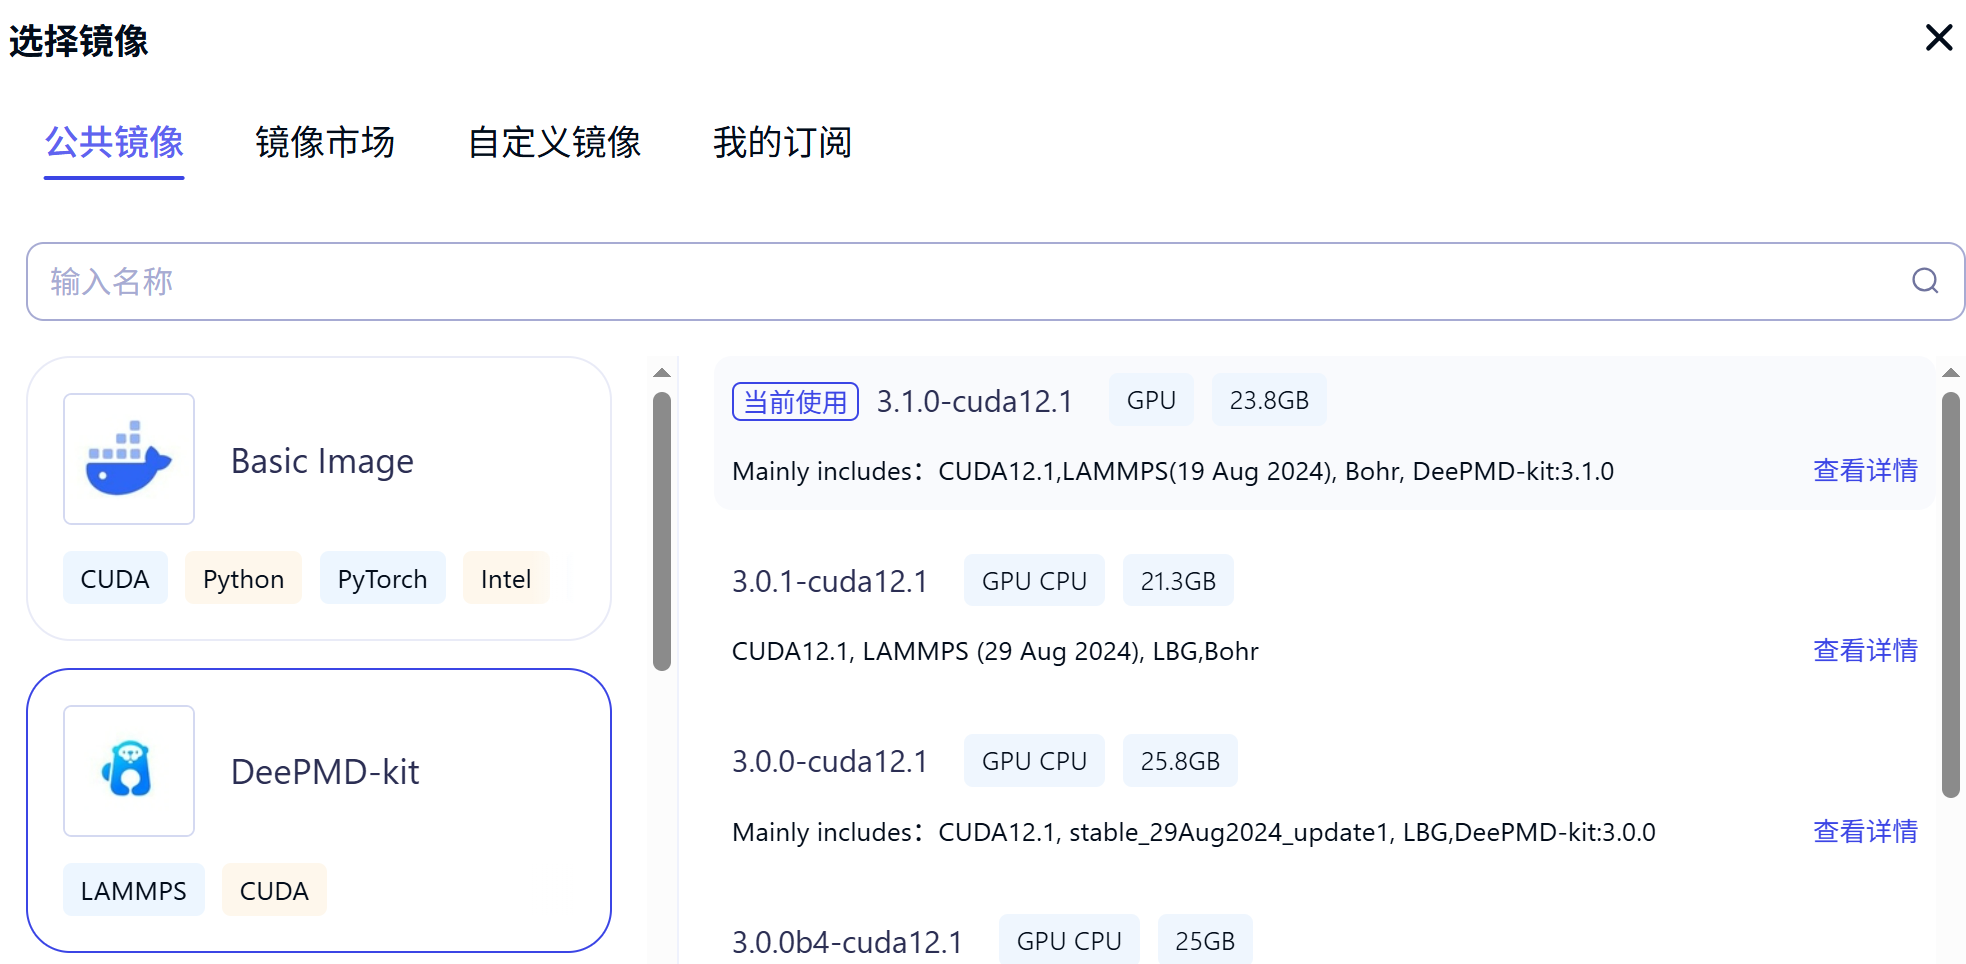 选择镜像
公共镜像 镜像市场 自定义镜像 我的订阅
输入名称
Basic Image
CUDA Python PyTorch Intel
DeePMD-kit
LAMMPS CUDA
当前使用 3.1.0-cuda12.1 GPU 23.8GB
Mainly includes：CUDA12.1,LAMMPS(19 Aug 2024), Bohr, DeePMD-kit:3.1.0 查看详情
3.0.1-cuda12.1 GPU CPU 21.3GB
CUDA12.1, LAMMPS (29 Aug 2024), LBG,Bohr 查看详情
3.0.0-cuda12.1 GPU CPU 25.8GB
Mainly includes：CUDA12.1, stable_29Aug2024_update1, LBG,DeePMD-kit:3.0.0 查看详情
3.0.0b4-cuda12.1 GPU CPU 25GB